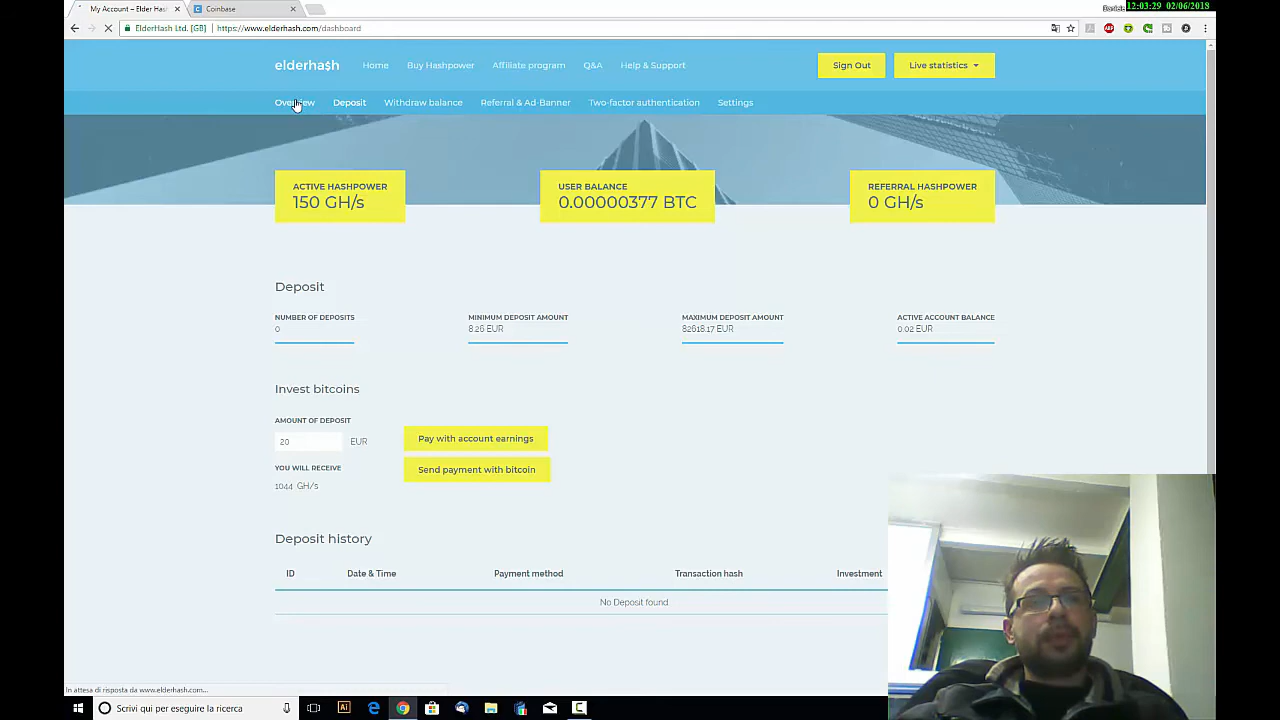 My Account – Elder Hash
Coinbase
12:03:29 02/06/2018
ElderHash Ltd. [GB]
https://www.elderhash.com/dashboard
elderha$h
Home
Buy Hashpower
Affiliate program
Q&A
Help & Support
Sign Out
Live statistics
Overview
Deposit
Withdraw balance
Referral & Ad-Banner
Two-factor authentication
Settings
ACTIVE HASHPOWER
150 GH/s
USER BALANCE
0.00000377 BTC
REFERRAL HASHPOWER
0 GH/s
Deposit
NUMBER OF DEPOSITS
0
MINIMUM DEPOSIT AMOUNT
8.26 EUR
MAXIMUM DEPOSIT AMOUNT
82618.17 EUR
ACTIVE ACCOUNT BALANCE
0.02 EUR
Invest bitcoins
AMOUNT OF DEPOSIT
20 EUR
Pay with account earnings
YOU WILL RECEIVE
1044 GH/s
Send payment with bitcoin
Deposit history
ID
Date & Time
Payment method
Transaction hash
Investment
No Deposit found
In attesa di risposta da www.elderhash.com...
Scrivi qui per eseguire la ricerca